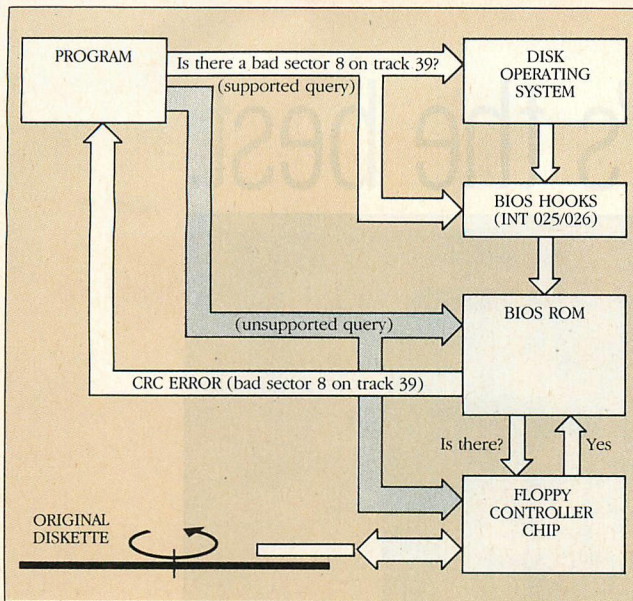 PROGRAM
Is there a bad sector 8 on track 39?
(supported query)
DISK
OPERATING
SYSTEM
BIOS HOOKS
(INT 025/026)
(unsupported query)
BIOS ROM
CRC ERROR (bad sector 8 on track 39)
Is there?
Yes
ORIGINAL
DISKETTE
FLOPPY
CONTROLLER
CHIP